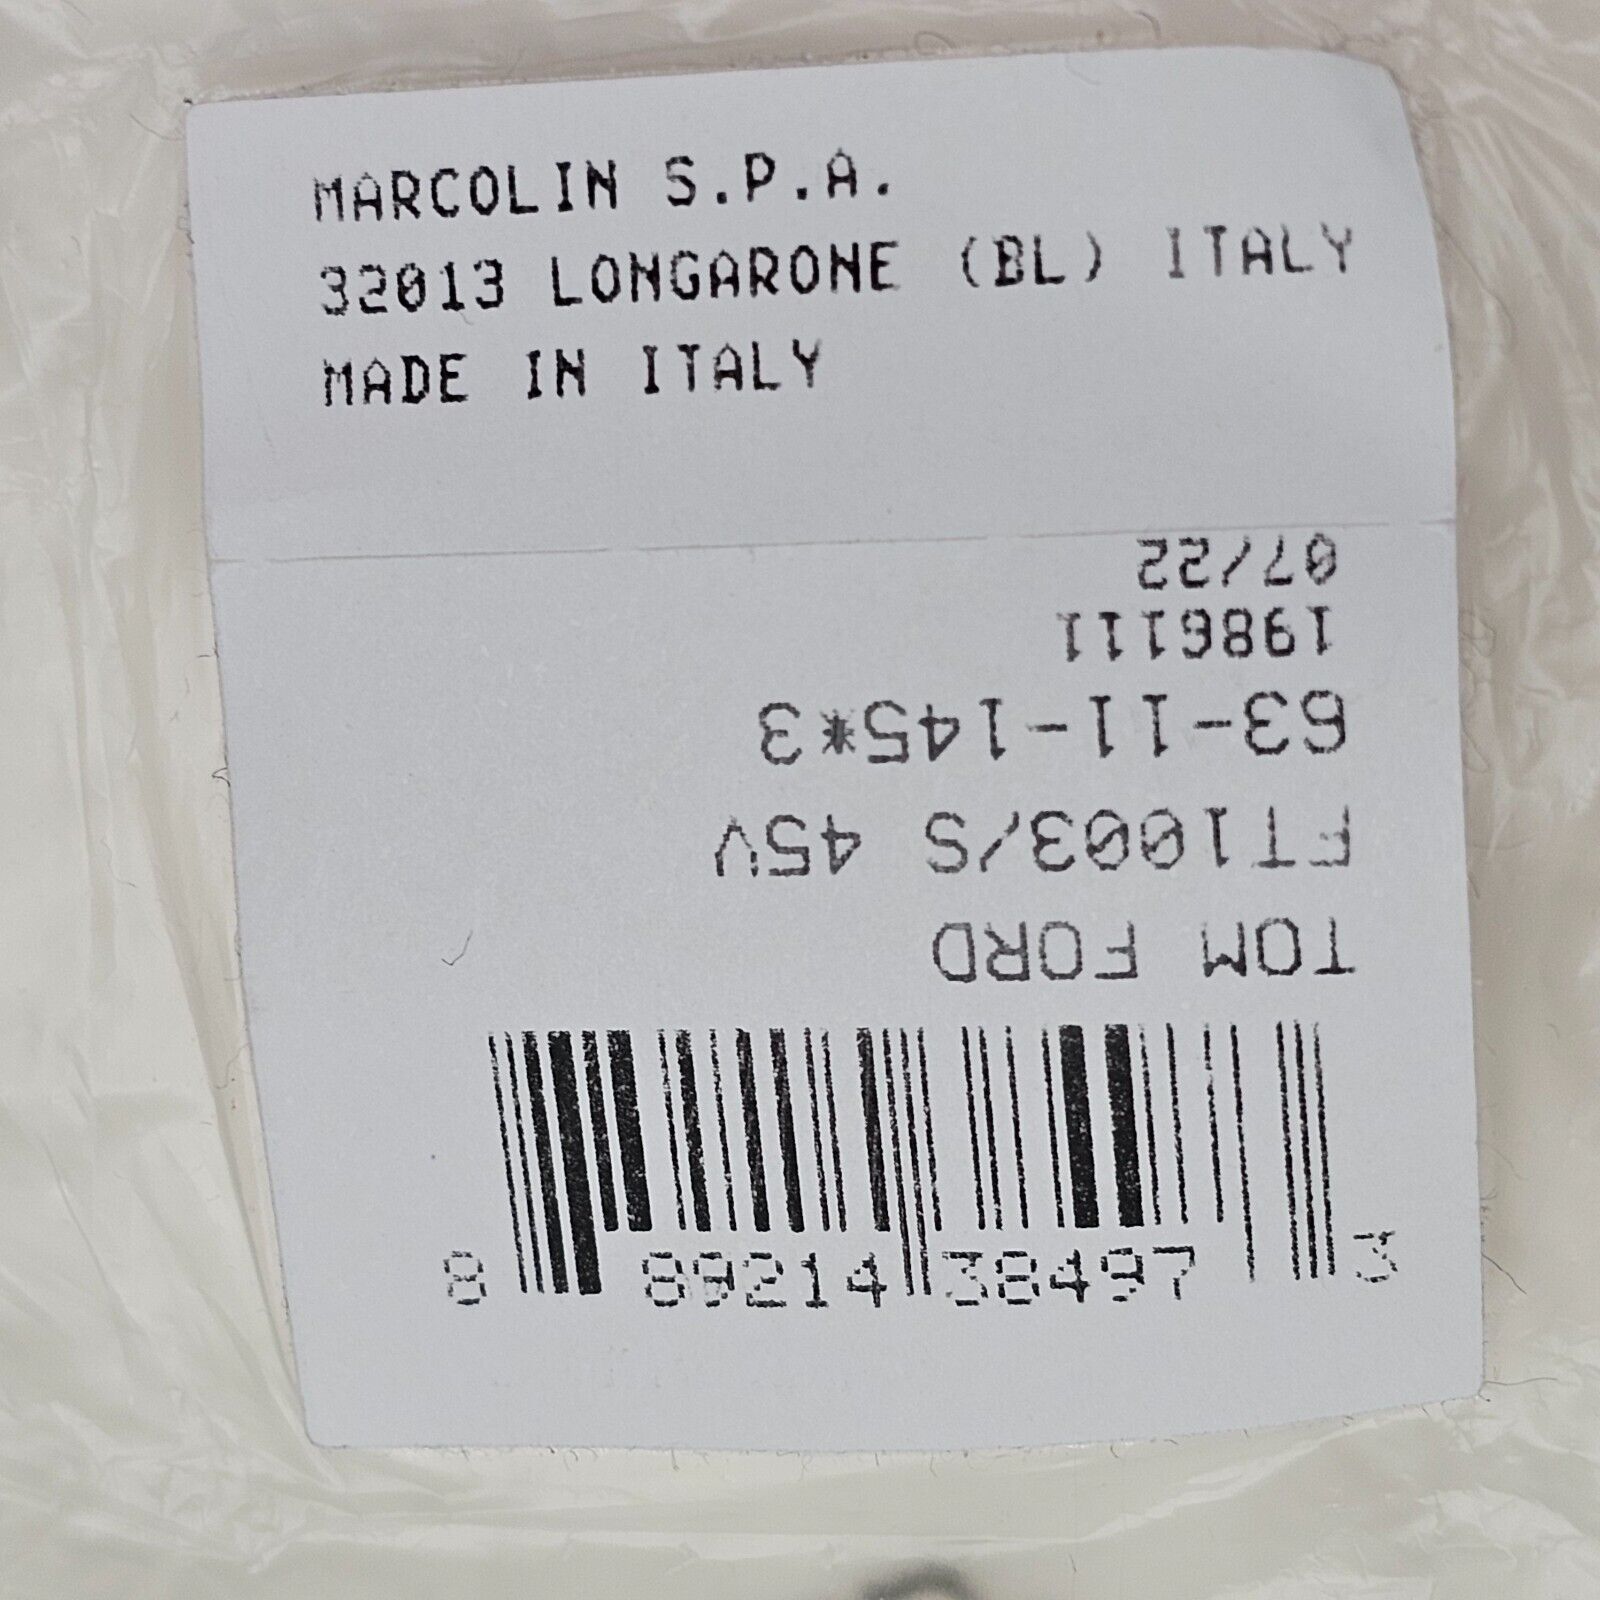 MARCOLIN S.P.A.
32013 LONGARONE (BL) ITALY
MADE IN ITALY
TOM FORD
FT1003/S 45V
63-11-145*3
1986111
07/22
8 89214 38497 3